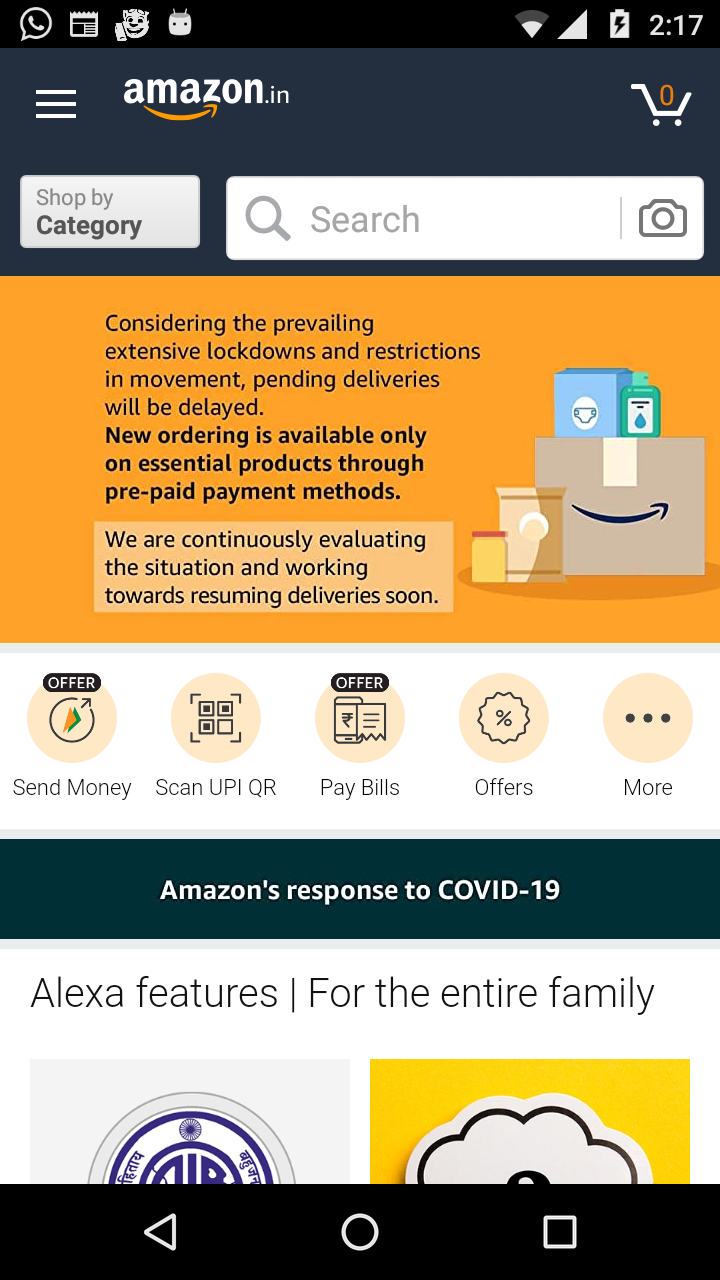 2:17
amazon.in
0
Shop by
Category
Search
Considering the prevailing
extensive lockdowns and restrictions
in movement, pending deliveries
will be delayed.
New ordering is available only
on essential products through
pre-paid payment methods.
We are continuously evaluating
the situation and working
towards resuming deliveries soon.
OFFER
OFFER
Send Money
Scan UPI QR
Pay Bills
Offers
More
Amazon's response to COVID-19
Alexa features | For the entire family